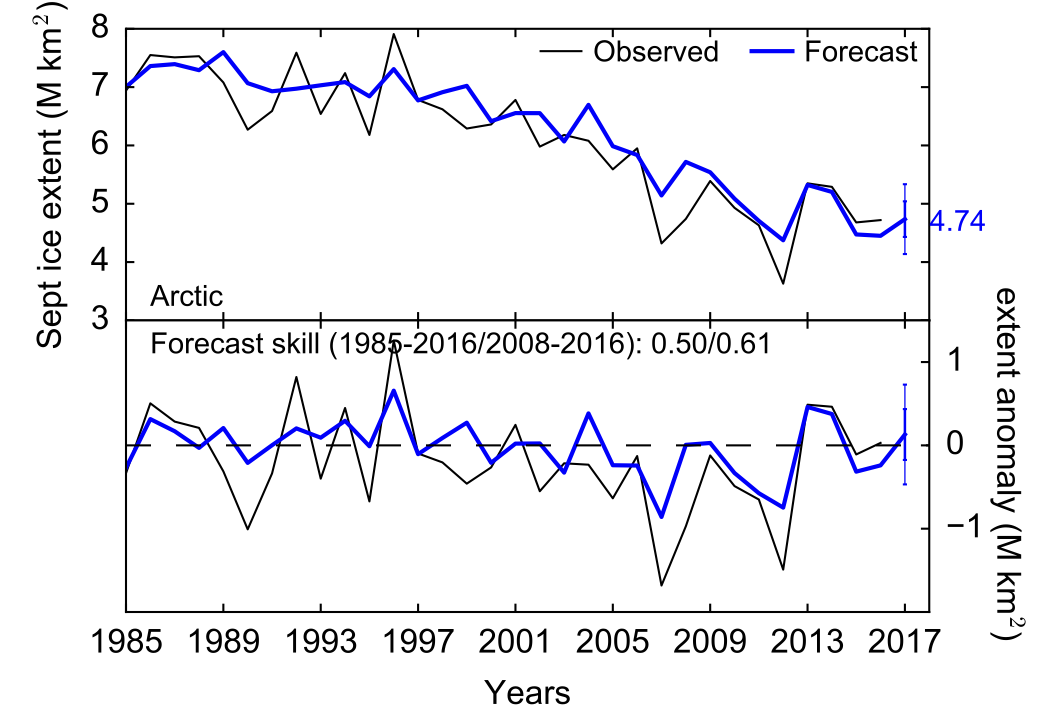 Sept ice extent (M km²)
8
7
6
5
4
3
Observed
Forecast
4.74
Arctic
Forecast skill (1985-2016/2008-2016): 0.50/0.61
1
0
−1
extent anomaly (M km²)
1985 1989 1993 1997 2001 2005 2009 2013 2017
Years